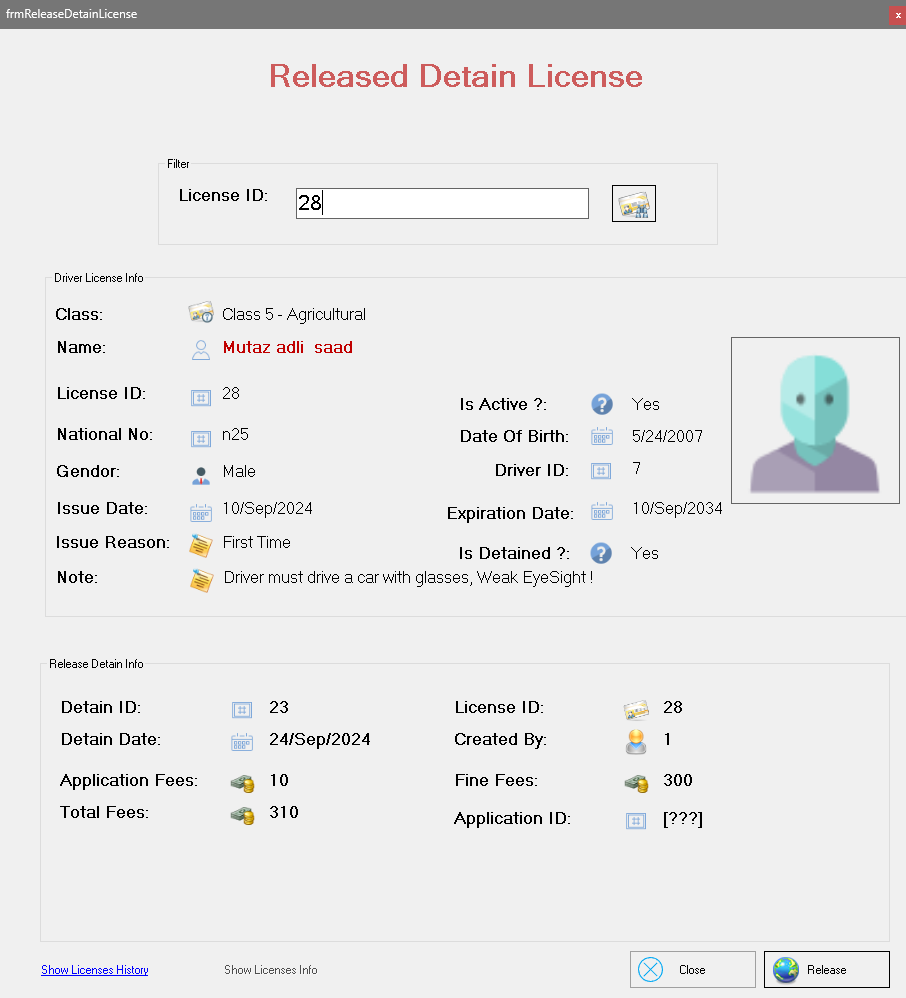 frmReleaseDetainLicense
x
Released Detain License
Filter
License ID: 28
Driver License Info
Class: Class 5 - Agricultural
Name: Mutaz adli  saad
License ID: 28
Is Active ?: Yes
National No: n25
Date Of Birth: 5/24/2007
Gendor: Male
Driver ID: 7
Issue Date: 10/Sep/2024
Expiration Date: 10/Sep/2034
Issue Reason: First Time
Is Detained ?: Yes
Note: Driver must drive a car with glasses, Weak EyeSight !
Release Detain Info
Detain ID: 23
License ID: 28
Detain Date: 24/Sep/2024
Created By: 1
Application Fees: 10
Fine Fees: 300
Total Fees: 310
Application ID: [???]
Show Licenses History
Show Licenses Info
Close
Release